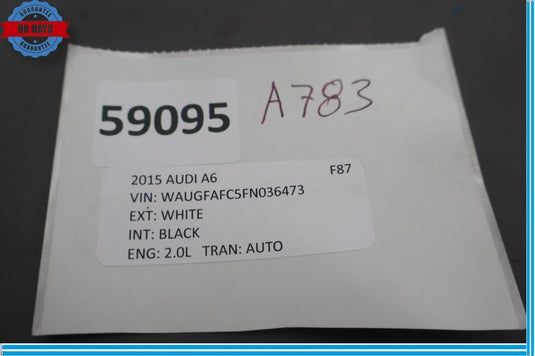 GUARANTEE
90 DAYS
GUARANTEE
59095
A783
2015 AUDI A6 F87
VIN: WAUGFAFC5FN036473
EXT: WHITE
INT: BLACK
ENG: 2.0L TRAN: AUTO